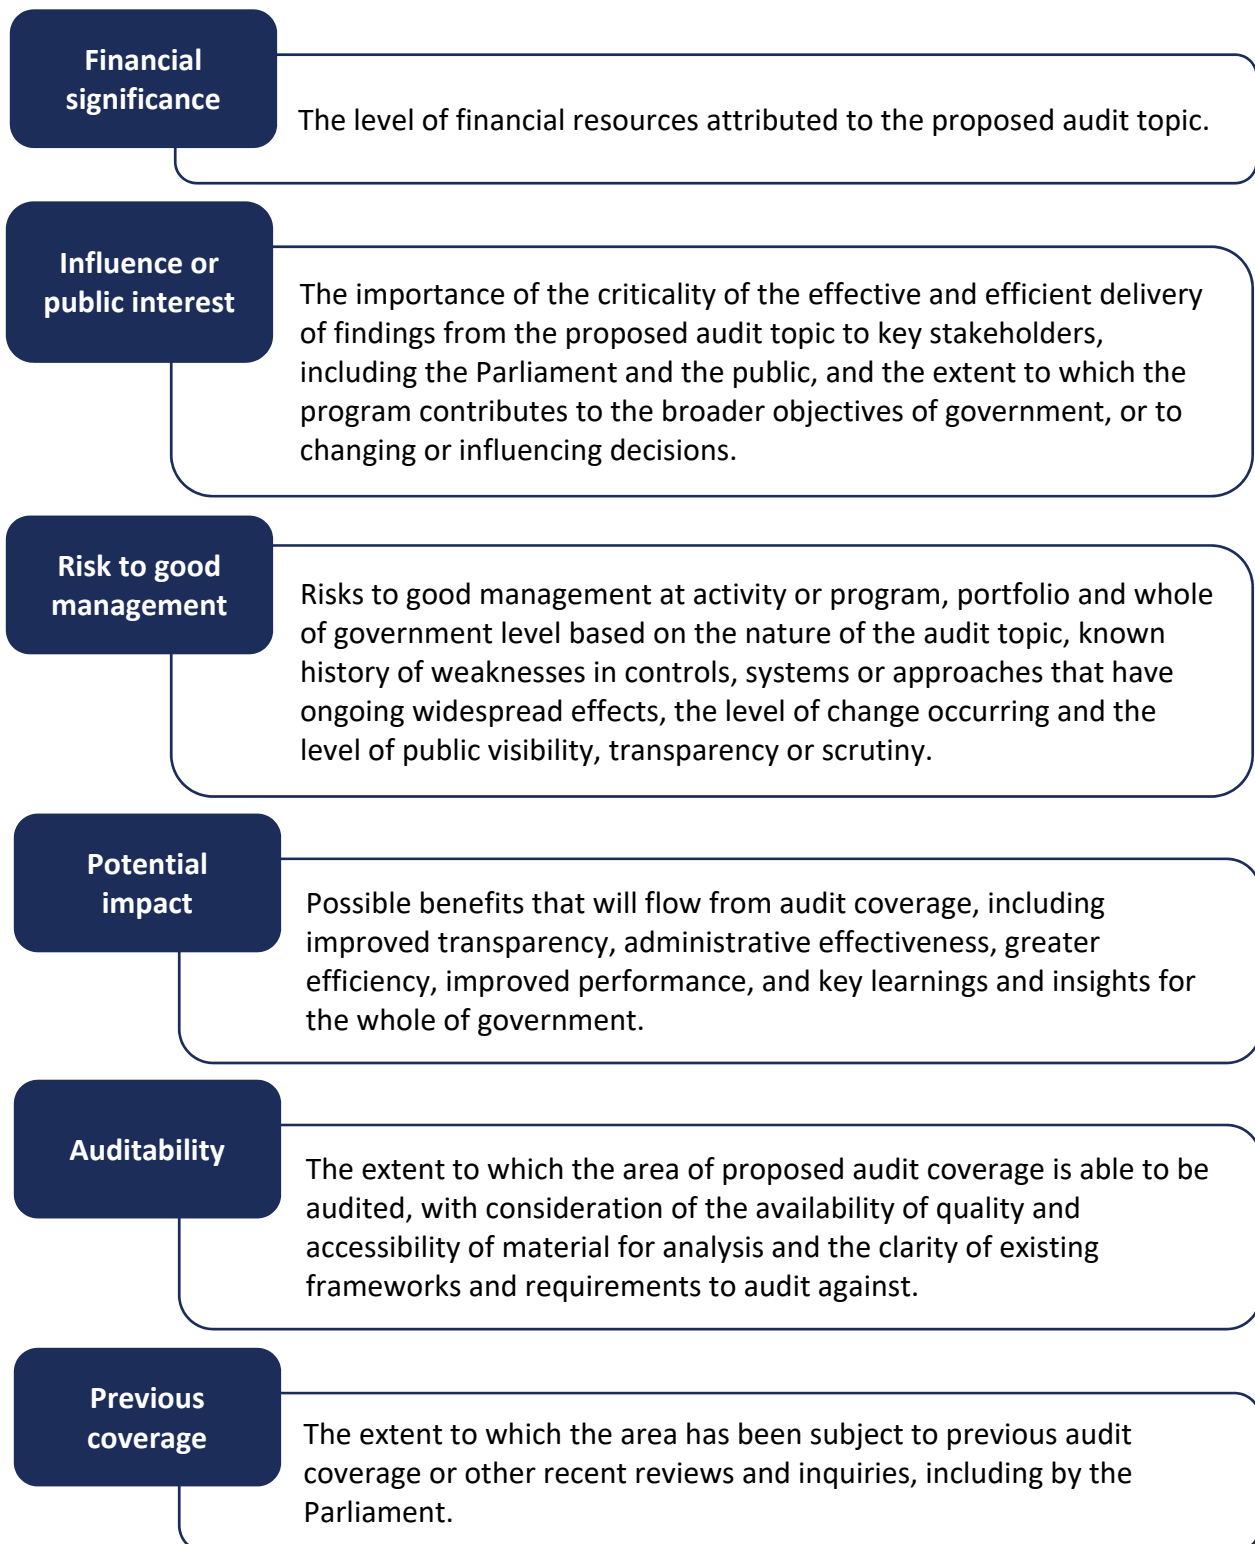 Financial
significance
The level of financial resources attributed to the proposed audit topic.
Influence or
public interest
The importance of the criticality of the effective and efficient delivery
of findings from the proposed audit topic to key stakeholders,
including the Parliament and the public, and the extent to which the
program contributes to the broader objectives of government, or to
changing or influencing decisions.
Risk to good
management
Risks to good management at activity or program, portfolio and whole
of government level based on the nature of the audit topic, known
history of weaknesses in controls, systems or approaches that have
ongoing widespread effects, the level of change occurring and the
level of public visibility, transparency or scrutiny.
Potential
impact
Possible benefits that will flow from audit coverage, including
improved transparency, administrative effectiveness, greater
efficiency, improved performance, and key learnings and insights for
the whole of government.
Auditability
The extent to which the area of proposed audit coverage is able to be
audited, with consideration of the availability of quality and
accessibility of material for analysis and the clarity of existing
frameworks and requirements to audit against.
Previous
coverage
The extent to which the area has been subject to previous audit
coverage or other recent reviews and inquiries, including by the
Parliament.